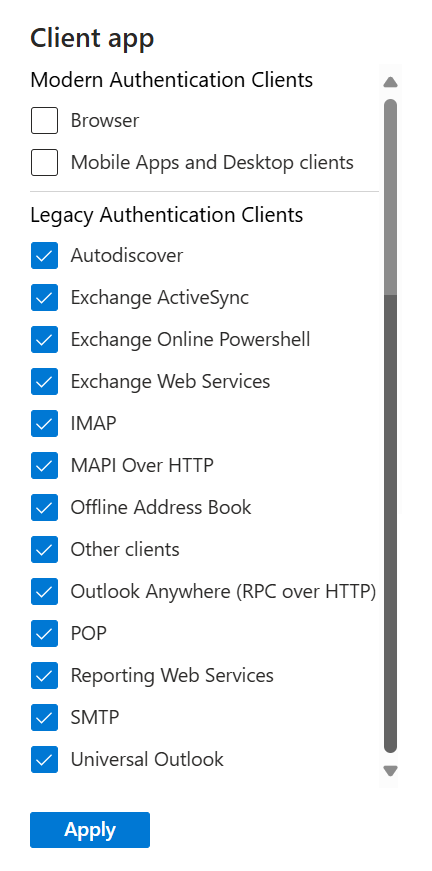 Client app
Modern Authentication Clients
Browser
Mobile Apps and Desktop clients
Legacy Authentication Clients
Autodiscover
Exchange ActiveSync
Exchange Online Powershell
Exchange Web Services
IMAP
MAPI Over HTTP
Offline Address Book
Other clients
Outlook Anywhere (RPC over HTTP)
POP
Reporting Web Services
SMTP
Universal Outlook
Apply